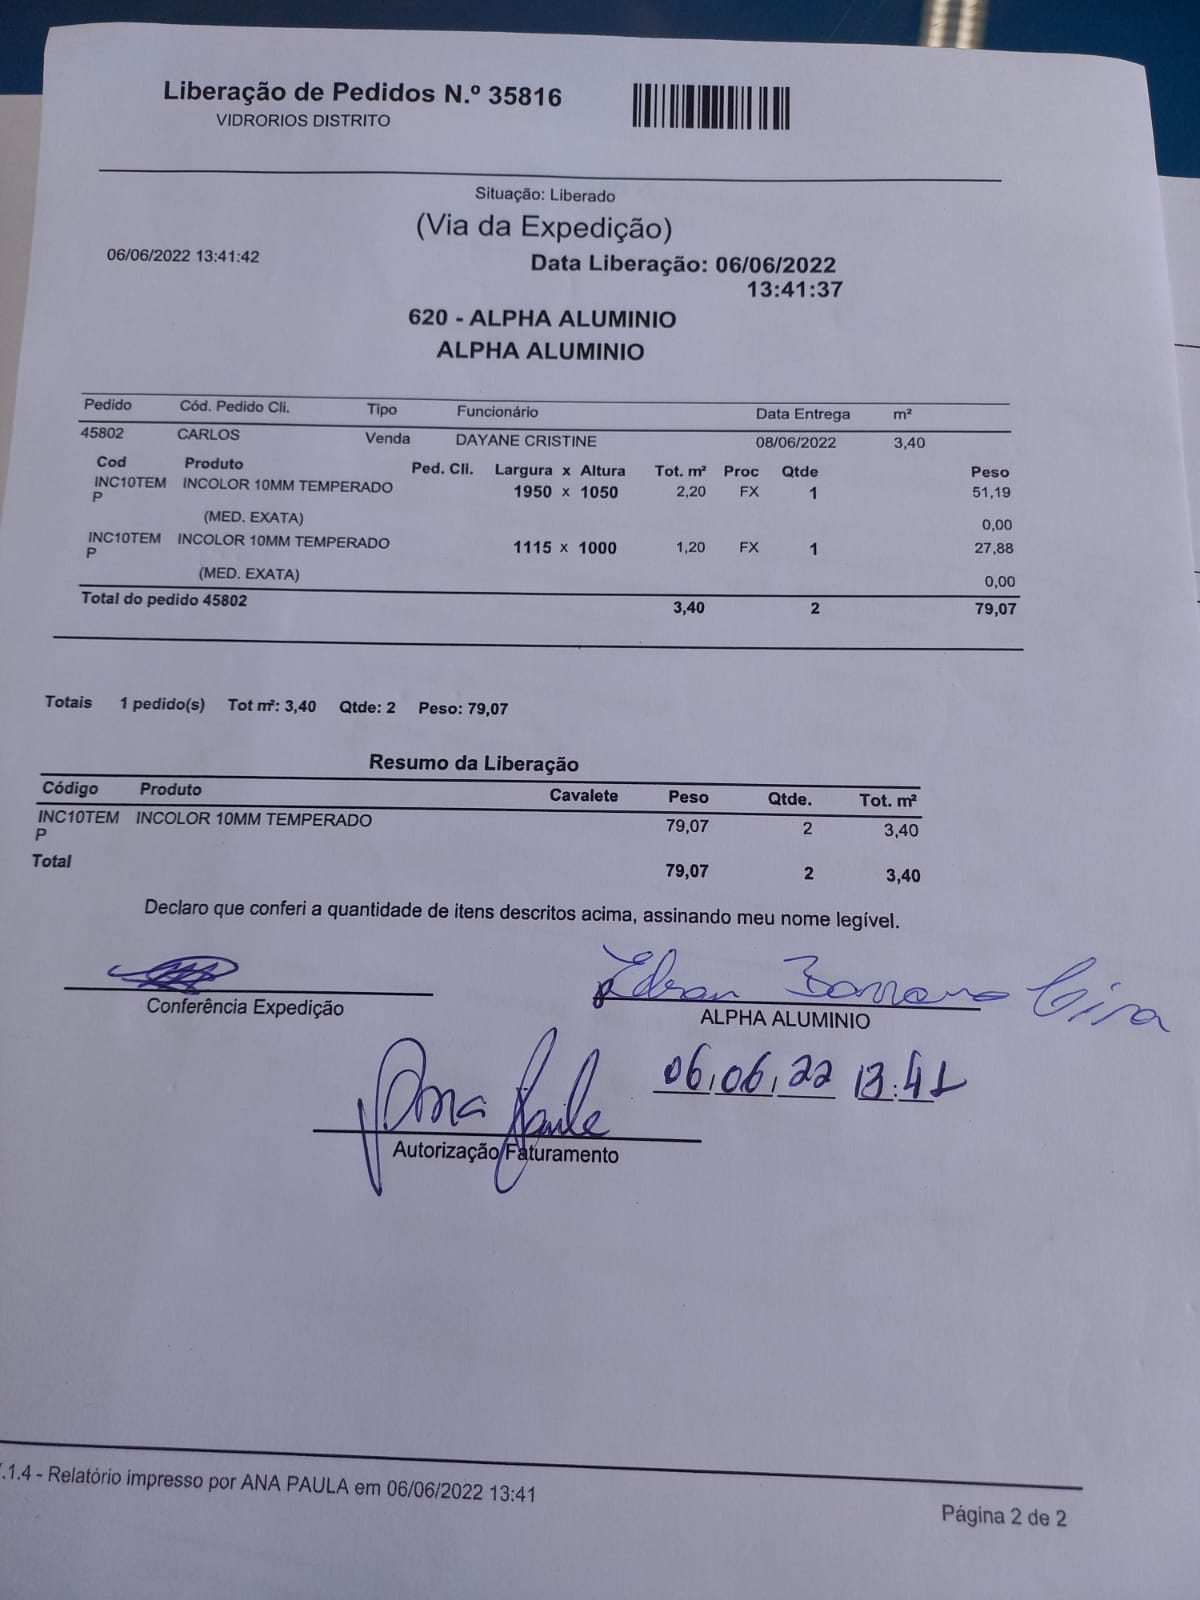 Liberação de Pedidos N.º 35816
VIDRORIOS DISTRITO
Situação: Liberado
(Via da Expedição)
06/06/2022 13:41:42
Data Liberação: 06/06/2022
13:41:37
620 - ALPHA ALUMINIO
ALPHA ALUMINIO
Pedido Cód. Pedido Cli. Tipo Funcionário Data Entrega m²
45802 CARLOS Venda DAYANE CRISTINE 08/06/2022 3,40
Cod Produto Ped. Cli. Largura x Altura Tot. m² Proc Qtde Peso
INC10TEM INCOLOR 10MM TEMPERADO 1950 x 1050 2,20 FX 1 51,19
P
(MED. EXATA) 0,00
INC10TEM INCOLOR 10MM TEMPERADO 1115 x 1000 1,20 FX 1 27,88
P
(MED. EXATA) 0,00
Total do pedido 45802 3,40 2 79,07
Totais 1 pedido(s) Tot m²: 3,40 Qtde: 2 Peso: 79,07
Resumo da Liberação
Código Produto Cavalete Peso Qtde. Tot. m²
INC10TEM INCOLOR 10MM TEMPERADO 79,07 2 3,40
P
Total 79,07 2 3,40
Declaro que conferi a quantidade de itens descritos acima, assinando meu nome legível.
Conferência Expedição
ALPHA ALUMINIO
06/06/22 13:41
Ana Paula
Autorização Faturamento
.1.4 - Relatório impresso por ANA PAULA em 06/06/2022 13:41
Página 2 de 2